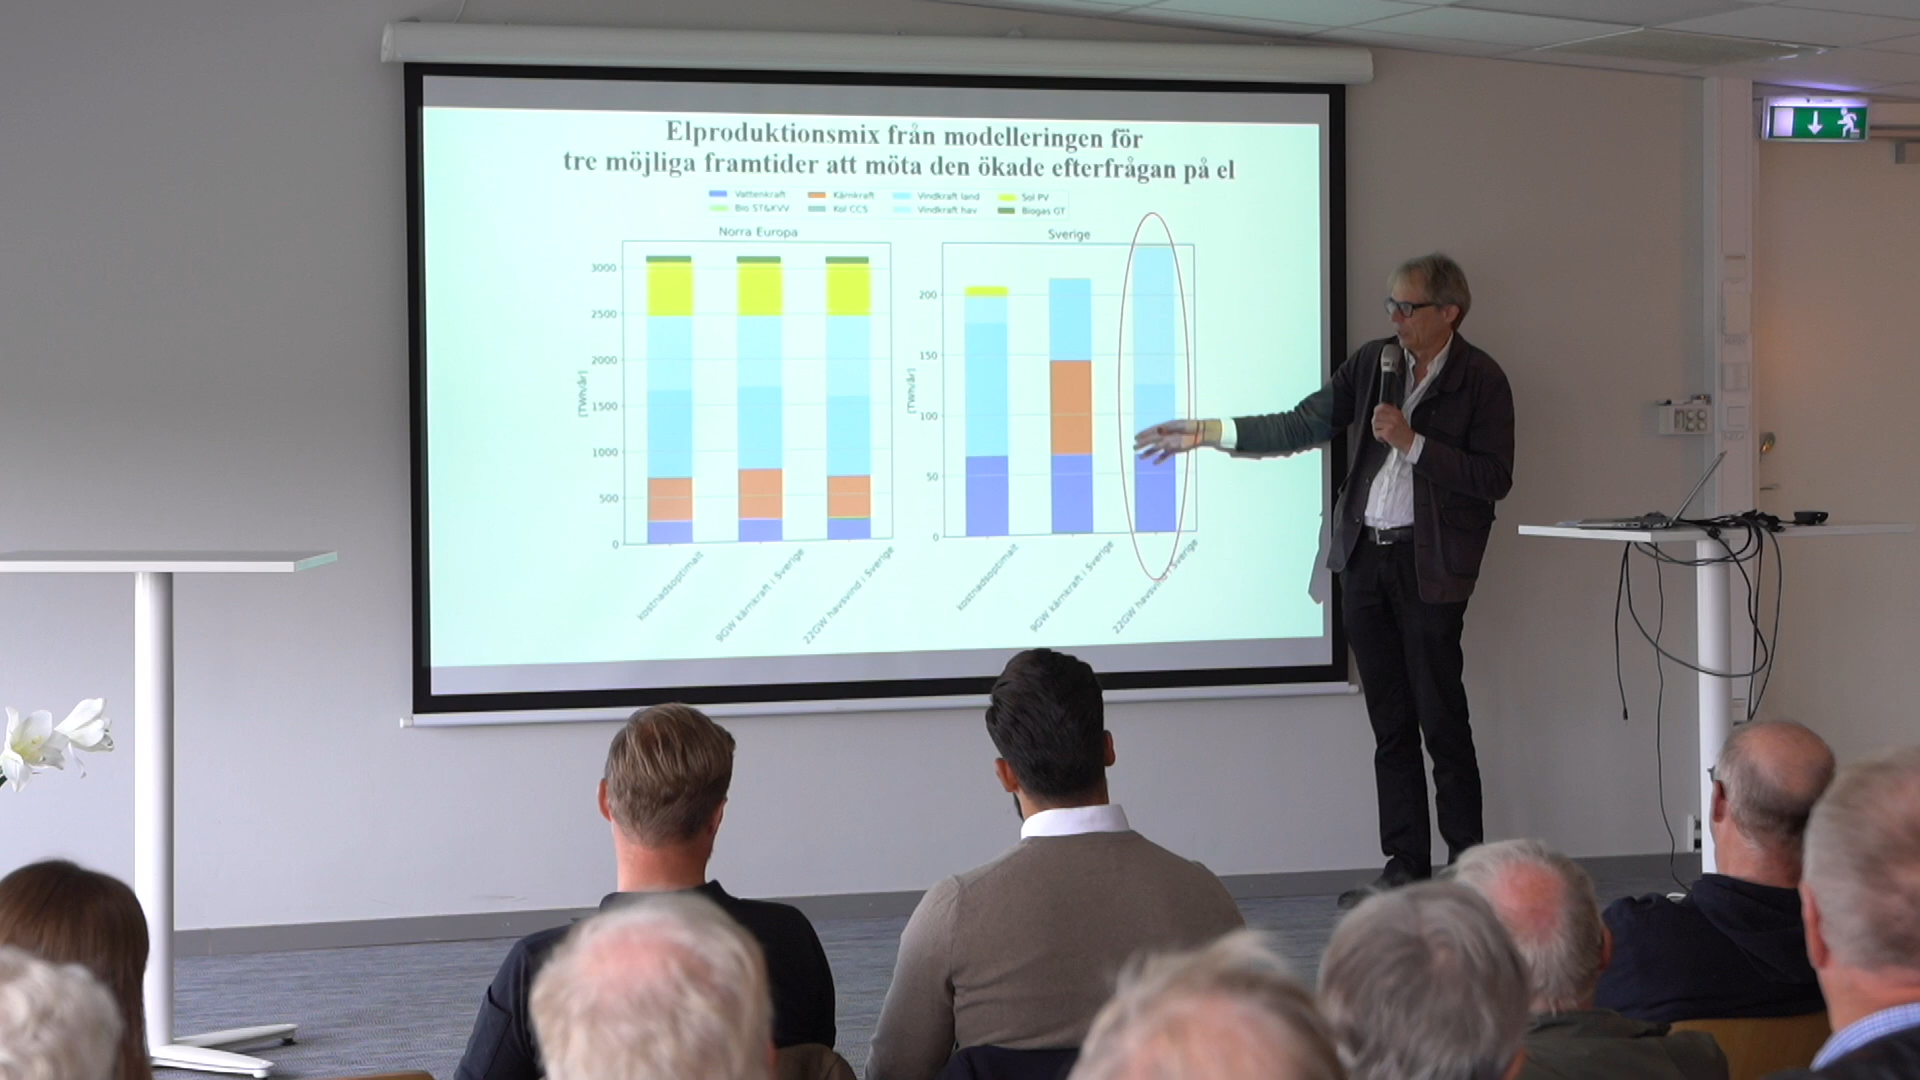 Elproduktionsmix från modelleringen för
tre möjliga framtider att möta den ökade efterfrågan på el
Vattenkraft Kärnkraft Vindkraft land Sol PV
Bio ST&KVV Kol CCS Vindkraft hav Biogas GT
Norra Europa
[TWh/år]
3000
2500
2000
1500
1000
500
0
kostnadsoptimalt
9GW kärnkraft i Sverige
22GW havsvind i Sverige
Sverige
[TWh/år]
200
150
100
50
0
kostnadsoptimalt
9GW kärnkraft i Sverige
22GW havsvind i Sverige